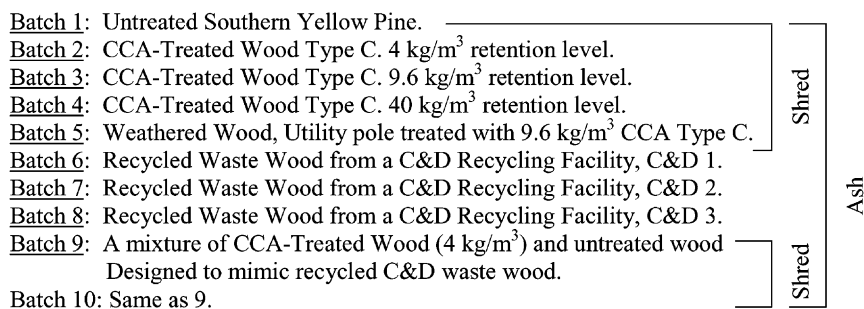 Batch 1: Untreated Southern Yellow Pine.
Batch 2: CCA-Treated Wood Type C. 4 kg/m³ retention level.
Batch 3: CCA-Treated Wood Type C. 9.6 kg/m³ retention level.
Batch 4: CCA-Treated Wood Type C. 40 kg/m³ retention level.
Batch 5: Weathered Wood, Utility pole treated with 9.6 kg/m³ CCA Type C.
Batch 6: Recycled Waste Wood from a C&D Recycling Facility, C&D 1.
Batch 7: Recycled Waste Wood from a C&D Recycling Facility, C&D 2.
Batch 8: Recycled Waste Wood from a C&D Recycling Facility, C&D 3.
Batch 9: A mixture of CCA-Treated Wood (4 kg/m³) and untreated wood
Designed to mimic recycled C&D waste wood.
Batch 10: Same as 9.
Shred
Shred
Ash